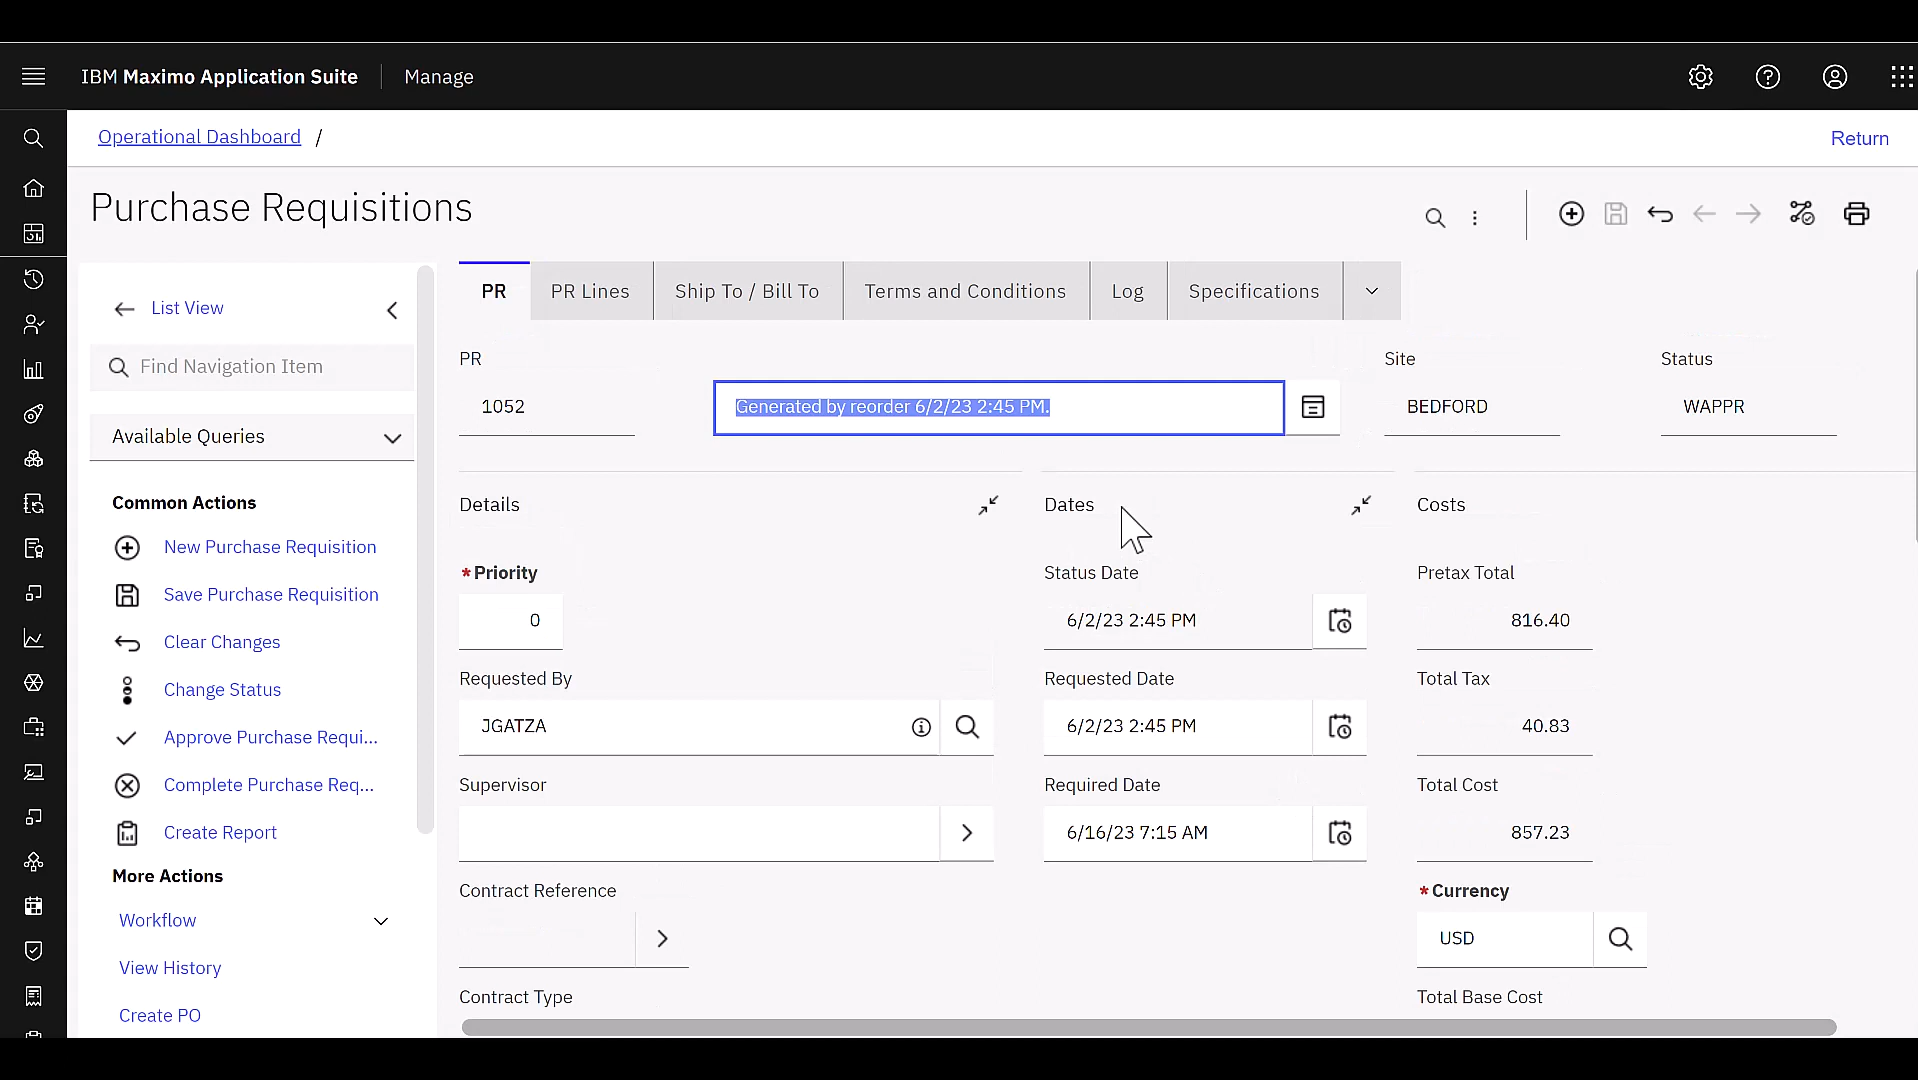 IBM Maximo Application Suite
Manage
Operational Dashboard /
Return
Purchase Requisitions
List View
Find Navigation Item
Available Queries
Common Actions
New Purchase Requisition
Save Purchase Requisition
Clear Changes
Change Status
Approve Purchase Requi...
Complete Purchase Req...
Create Report
More Actions
Workflow
View History
Create PO
PR
PR Lines
Ship To / Bill To
Terms and Conditions
Log
Specifications
PR
1052
Generated by reorder 6/2/23 2:45 PM.
Site
BEDFORD
Status
WAPPR
Details
* Priority
0
Requested By
JGATZA
Supervisor
Contract Reference
Contract Type
Dates
Status Date
6/2/23 2:45 PM
Requested Date
6/2/23 2:45 PM
Required Date
6/16/23 7:15 AM
Costs
Pretax Total
816.40
Total Tax
40.83
Total Cost
857.23
* Currency
USD
Total Base Cost